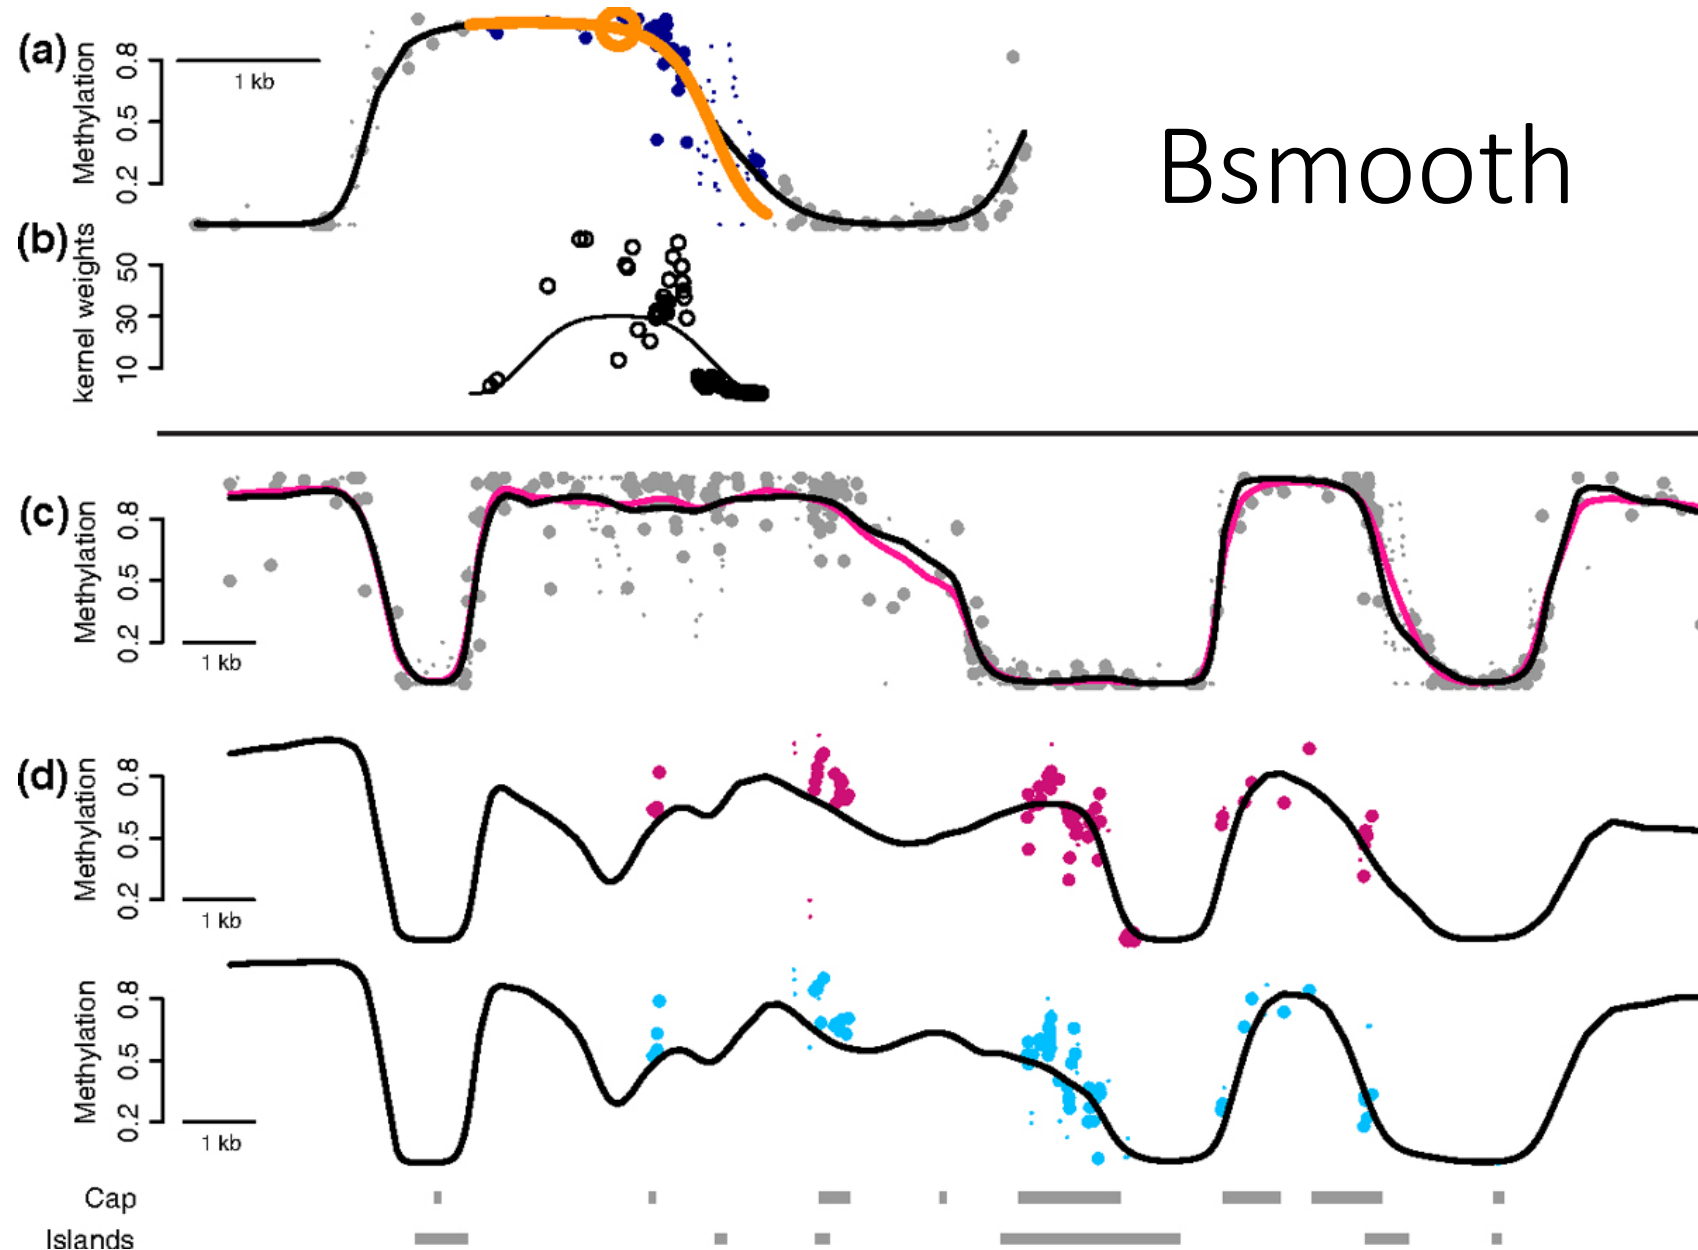 (a)
Methylation
0.8
0.5
0.2
1 kb
Bsmooth
(b)
kernel weights
50
30
10
(c)
Methylation
0.8
0.5
0.2
1 kb
(d)
Methylation
0.8
0.5
0.2
1 kb
Methylation
0.8
0.5
0.2
1 kb
Cap
Islands